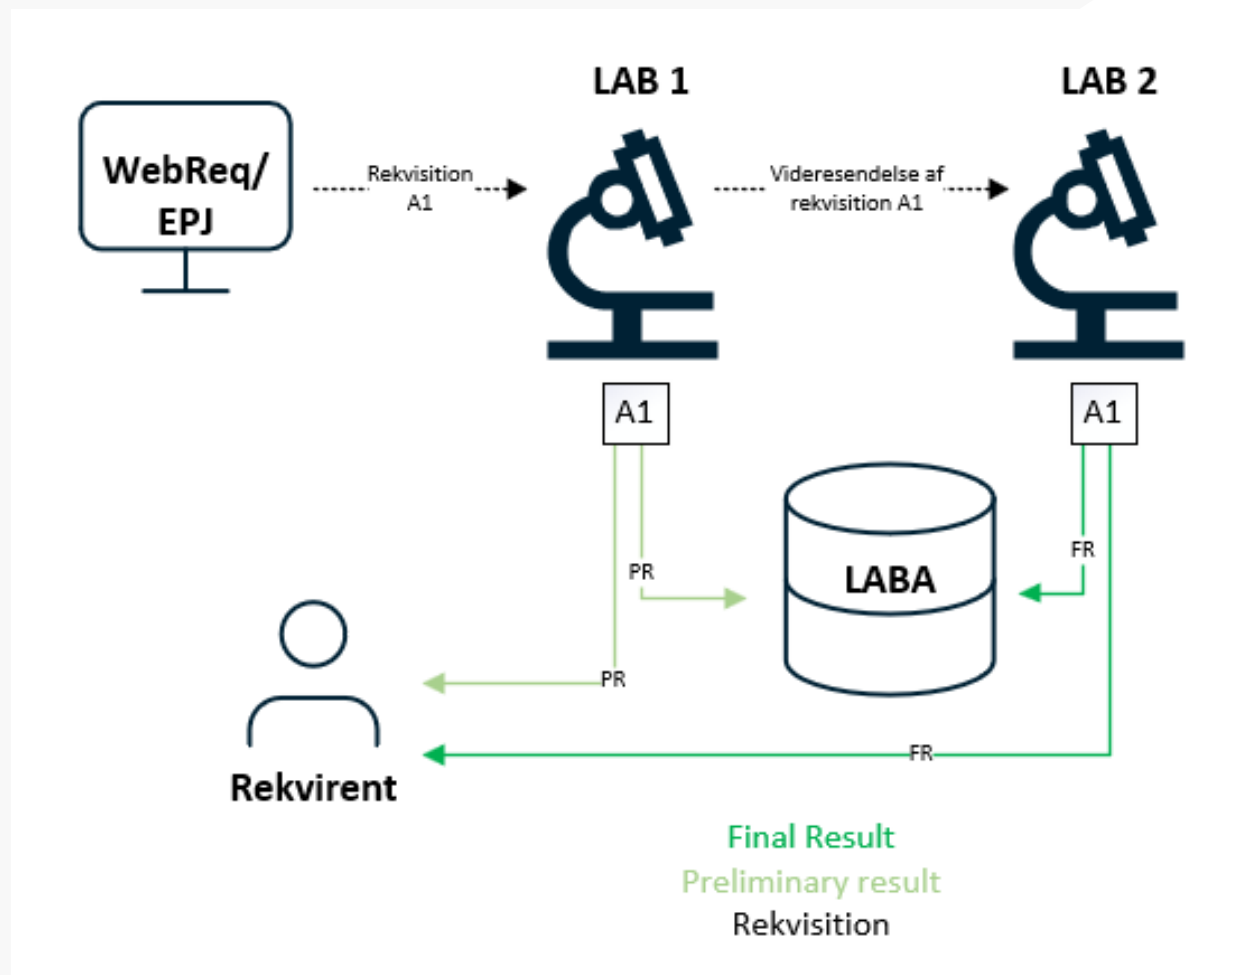 LAB 1
LAB 2
WebReq/
EPJ
Rekvisition
A1
Videresendelse af
rekvisition A1
A1
A1
FR
PR
LABA
PR
FR
Rekvirent
Final Result
Preliminary result
Rekvisition